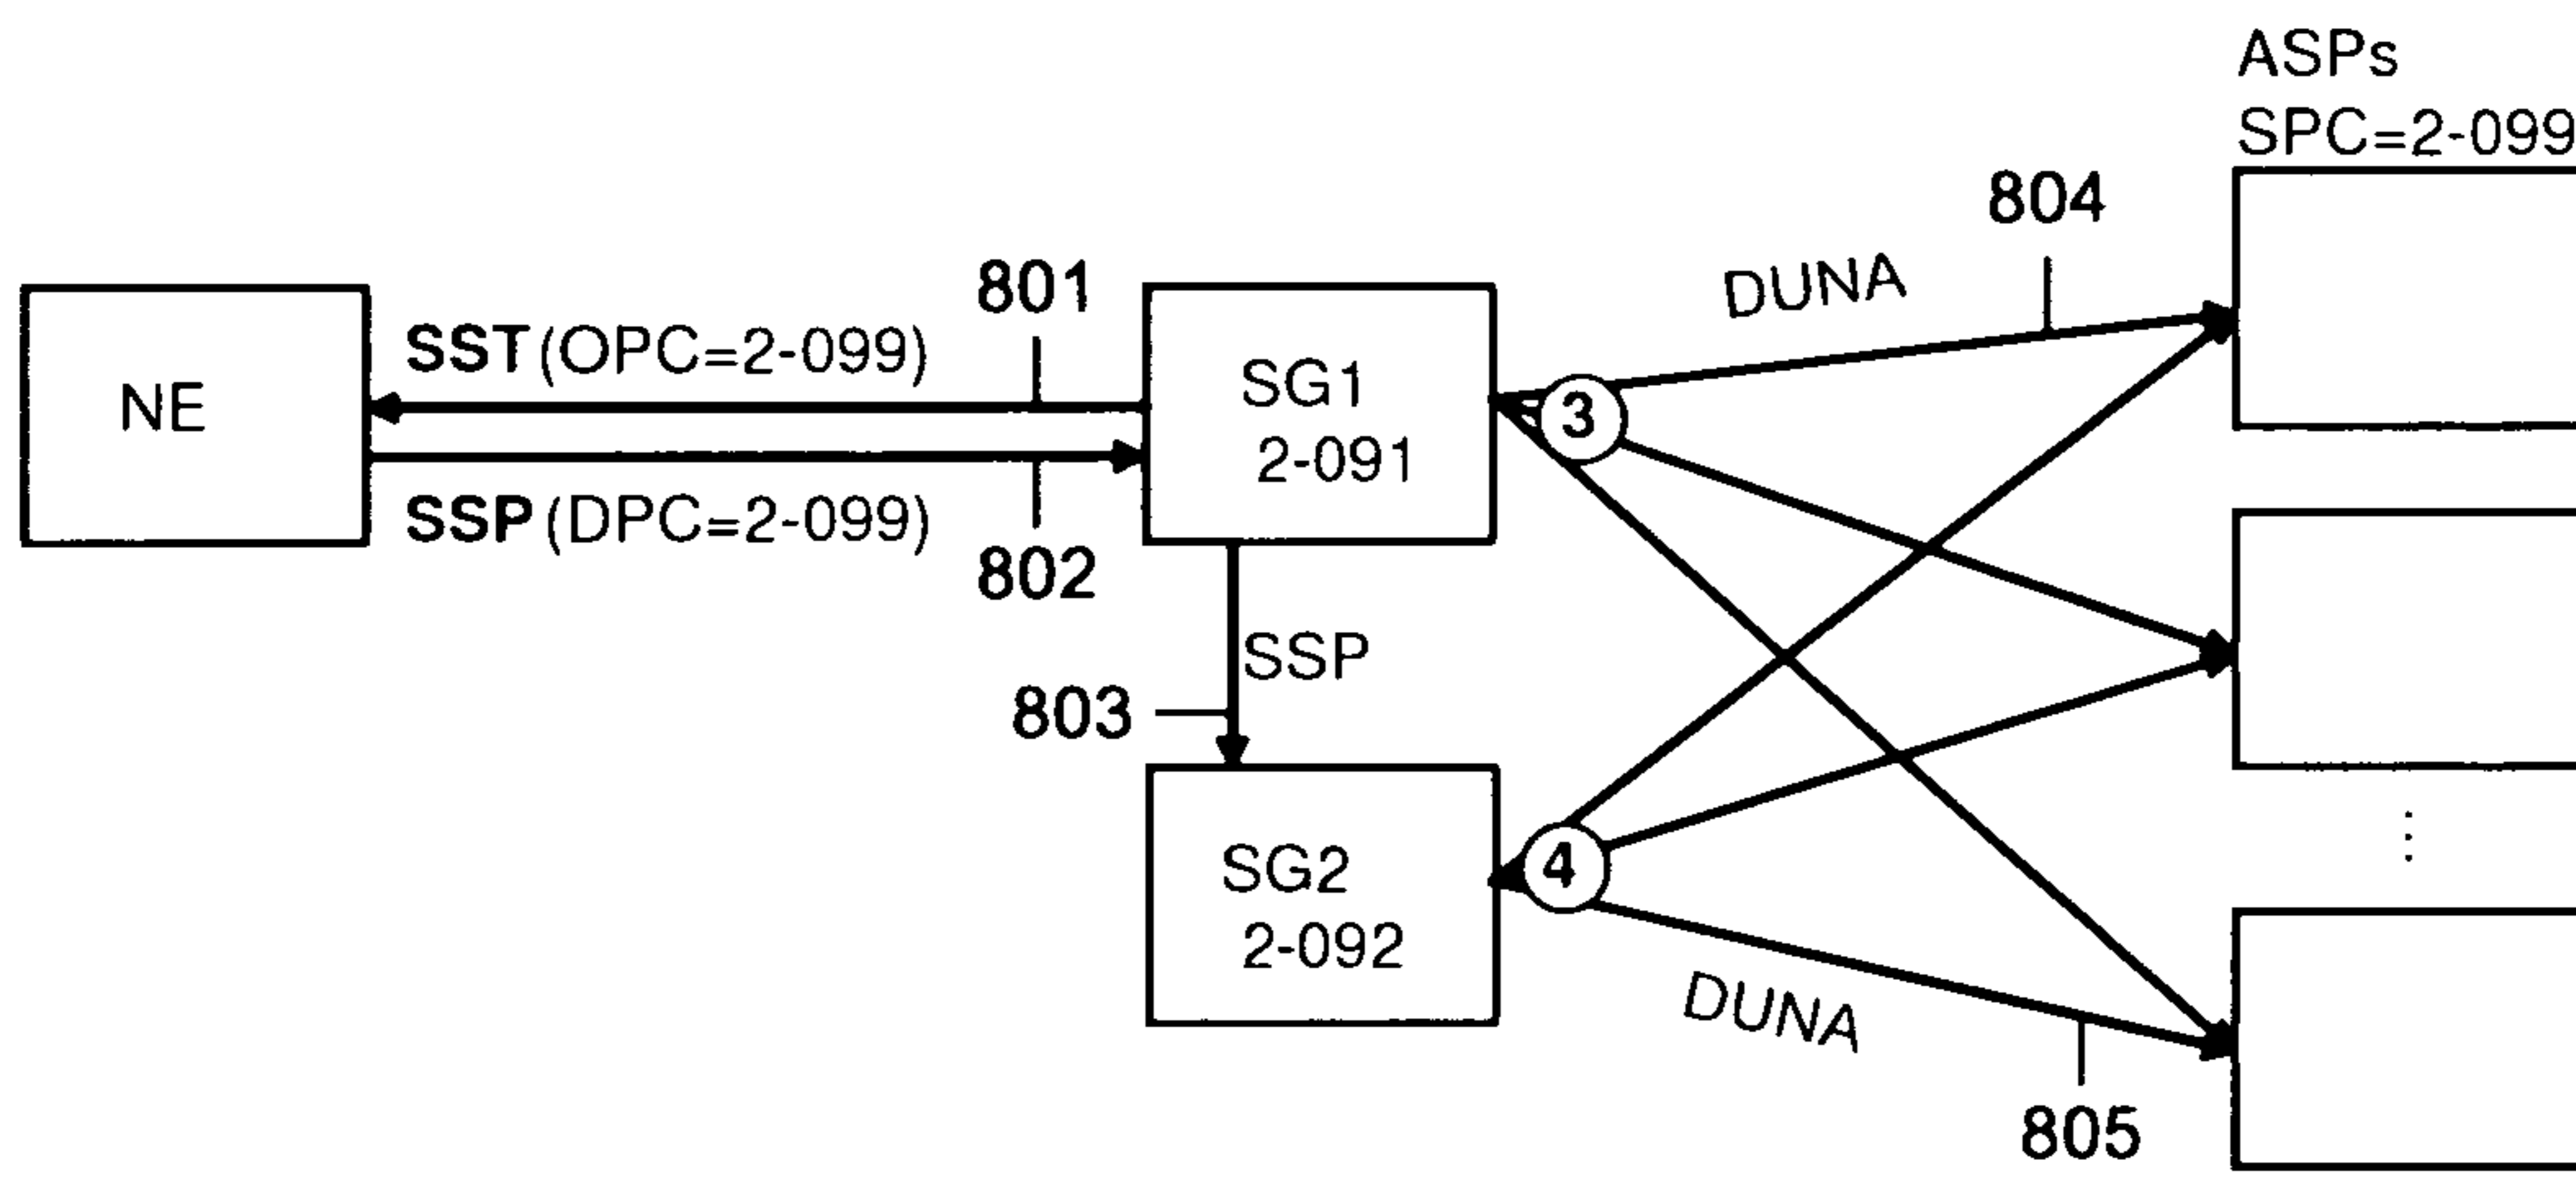 ASPs
SPC=2-099
804
DUNA
801
SST(OPC=2-099)
NE
SG1
2-091
3
SSP(DPC=2-099)
802
SSP
803
4
SG2
2-092
⋮
DUNA
805